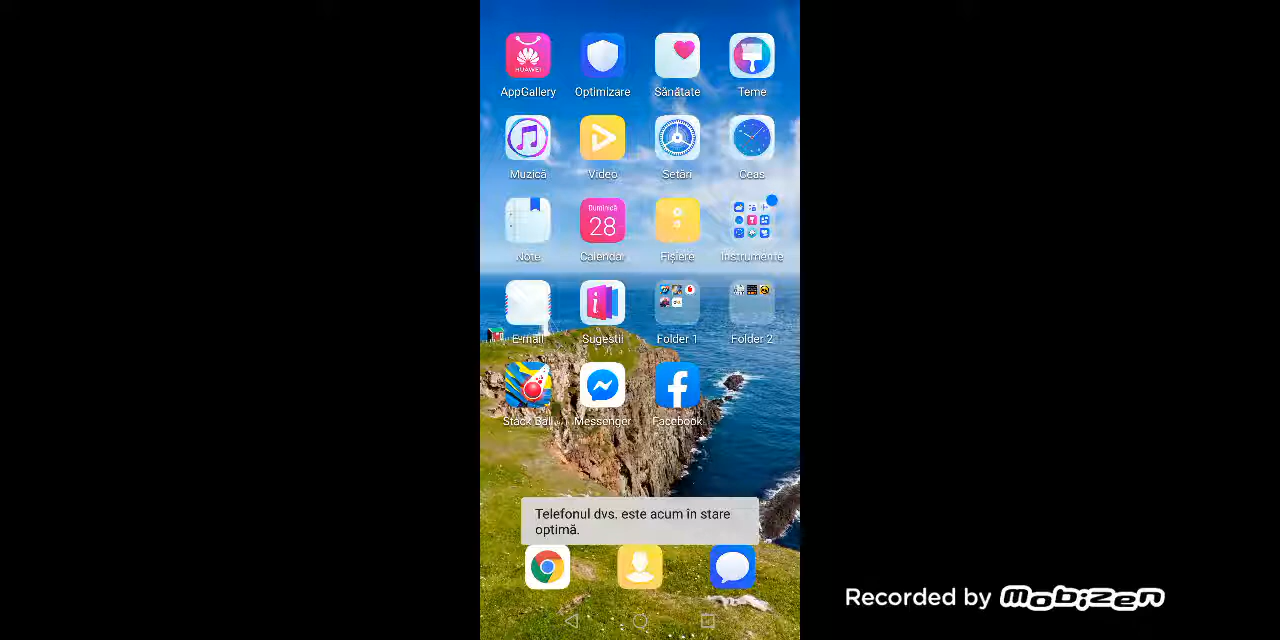 HUAWEI
AppGallery
Optimizare
Sănătate
Teme
Muzică
Video
Setări
Ceas
Duminică
28
Note
Calendar
Fișiere
Instrumente
E-mail
Sugestii
Folder 1
Folder 2
Stack Ball
Messenger
Facebook
Telefonul dvs. este acum în stare
optimă.
Recorded by Mobizen